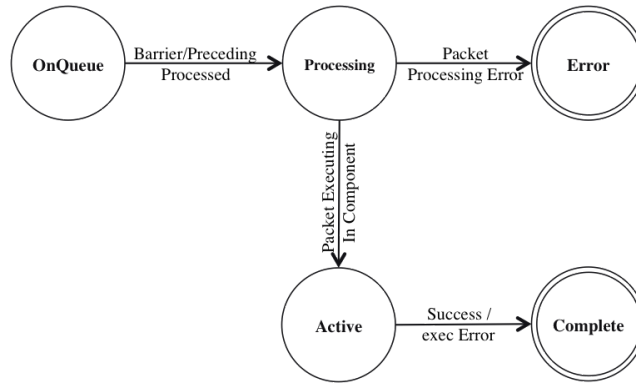 Barrier/Preceding
Processed
OnQueue
Processing
Packet
Processing Error
Error
Packet Executing
In Component
Active
Success /
exec Error
Complete